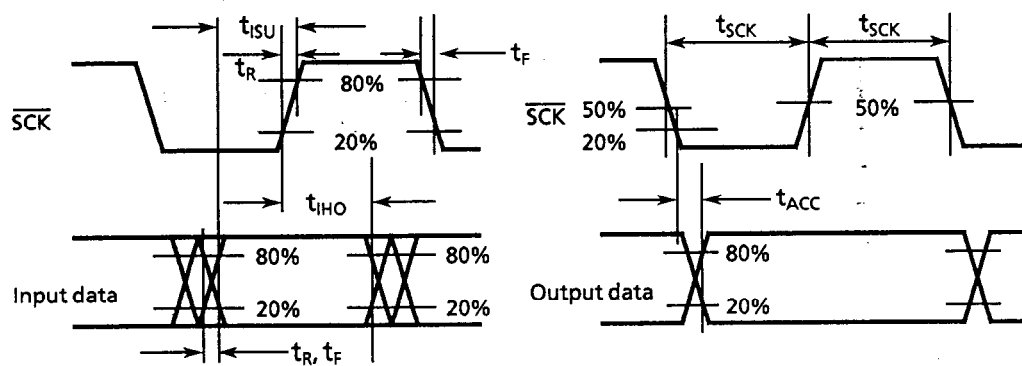 tISU
tR
80%
tF
SCK
20%
tIHO
80%
80%
Input data
20%
20%
tR, tF
tSCK
tSCK
SCK
50%
50%
20%
tACC
80%
Output data
20%